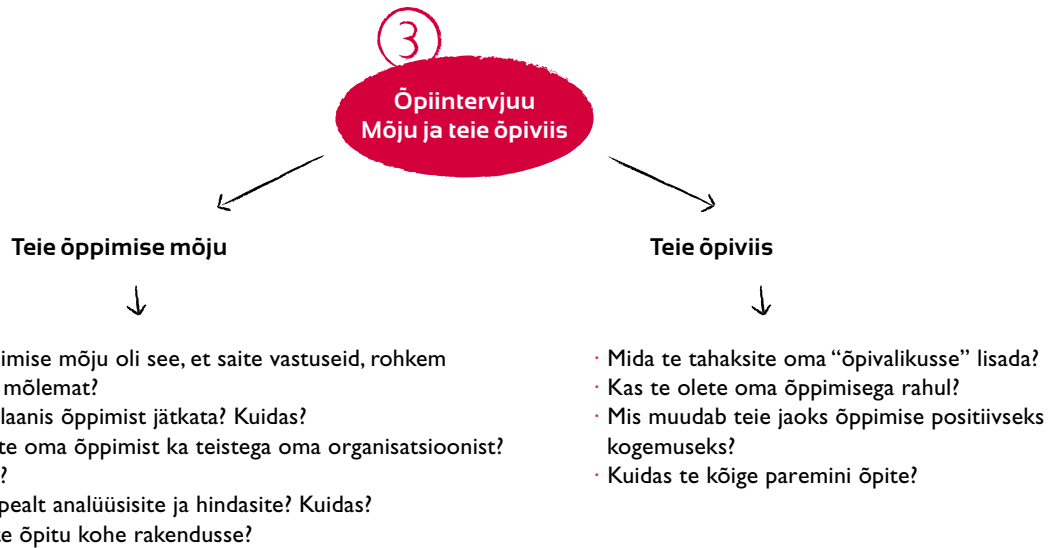 3
Õpiintervjuu
Mõju ja teie õpiviis
Teie õppimise mõju
Teie õpiviis
imise mõju oli see, et saite vastuseid, rohkem
mõlemat?
laanis õppimist jätkata? Kuidas?
te oma õppimist ka teistega oma organisatsioonist?
?
pealt analüüsisite ja hindasite? Kuidas?
te õpitu kohe rakendusse?
· Mida te tahaksite oma “õpivalikusse” lisada?
· Kas te olete oma õppimisega rahul?
· Mis muudab teie jaoks õppimise positiivseks
kogemuseks?
· Kuidas te kõige paremini õpite?